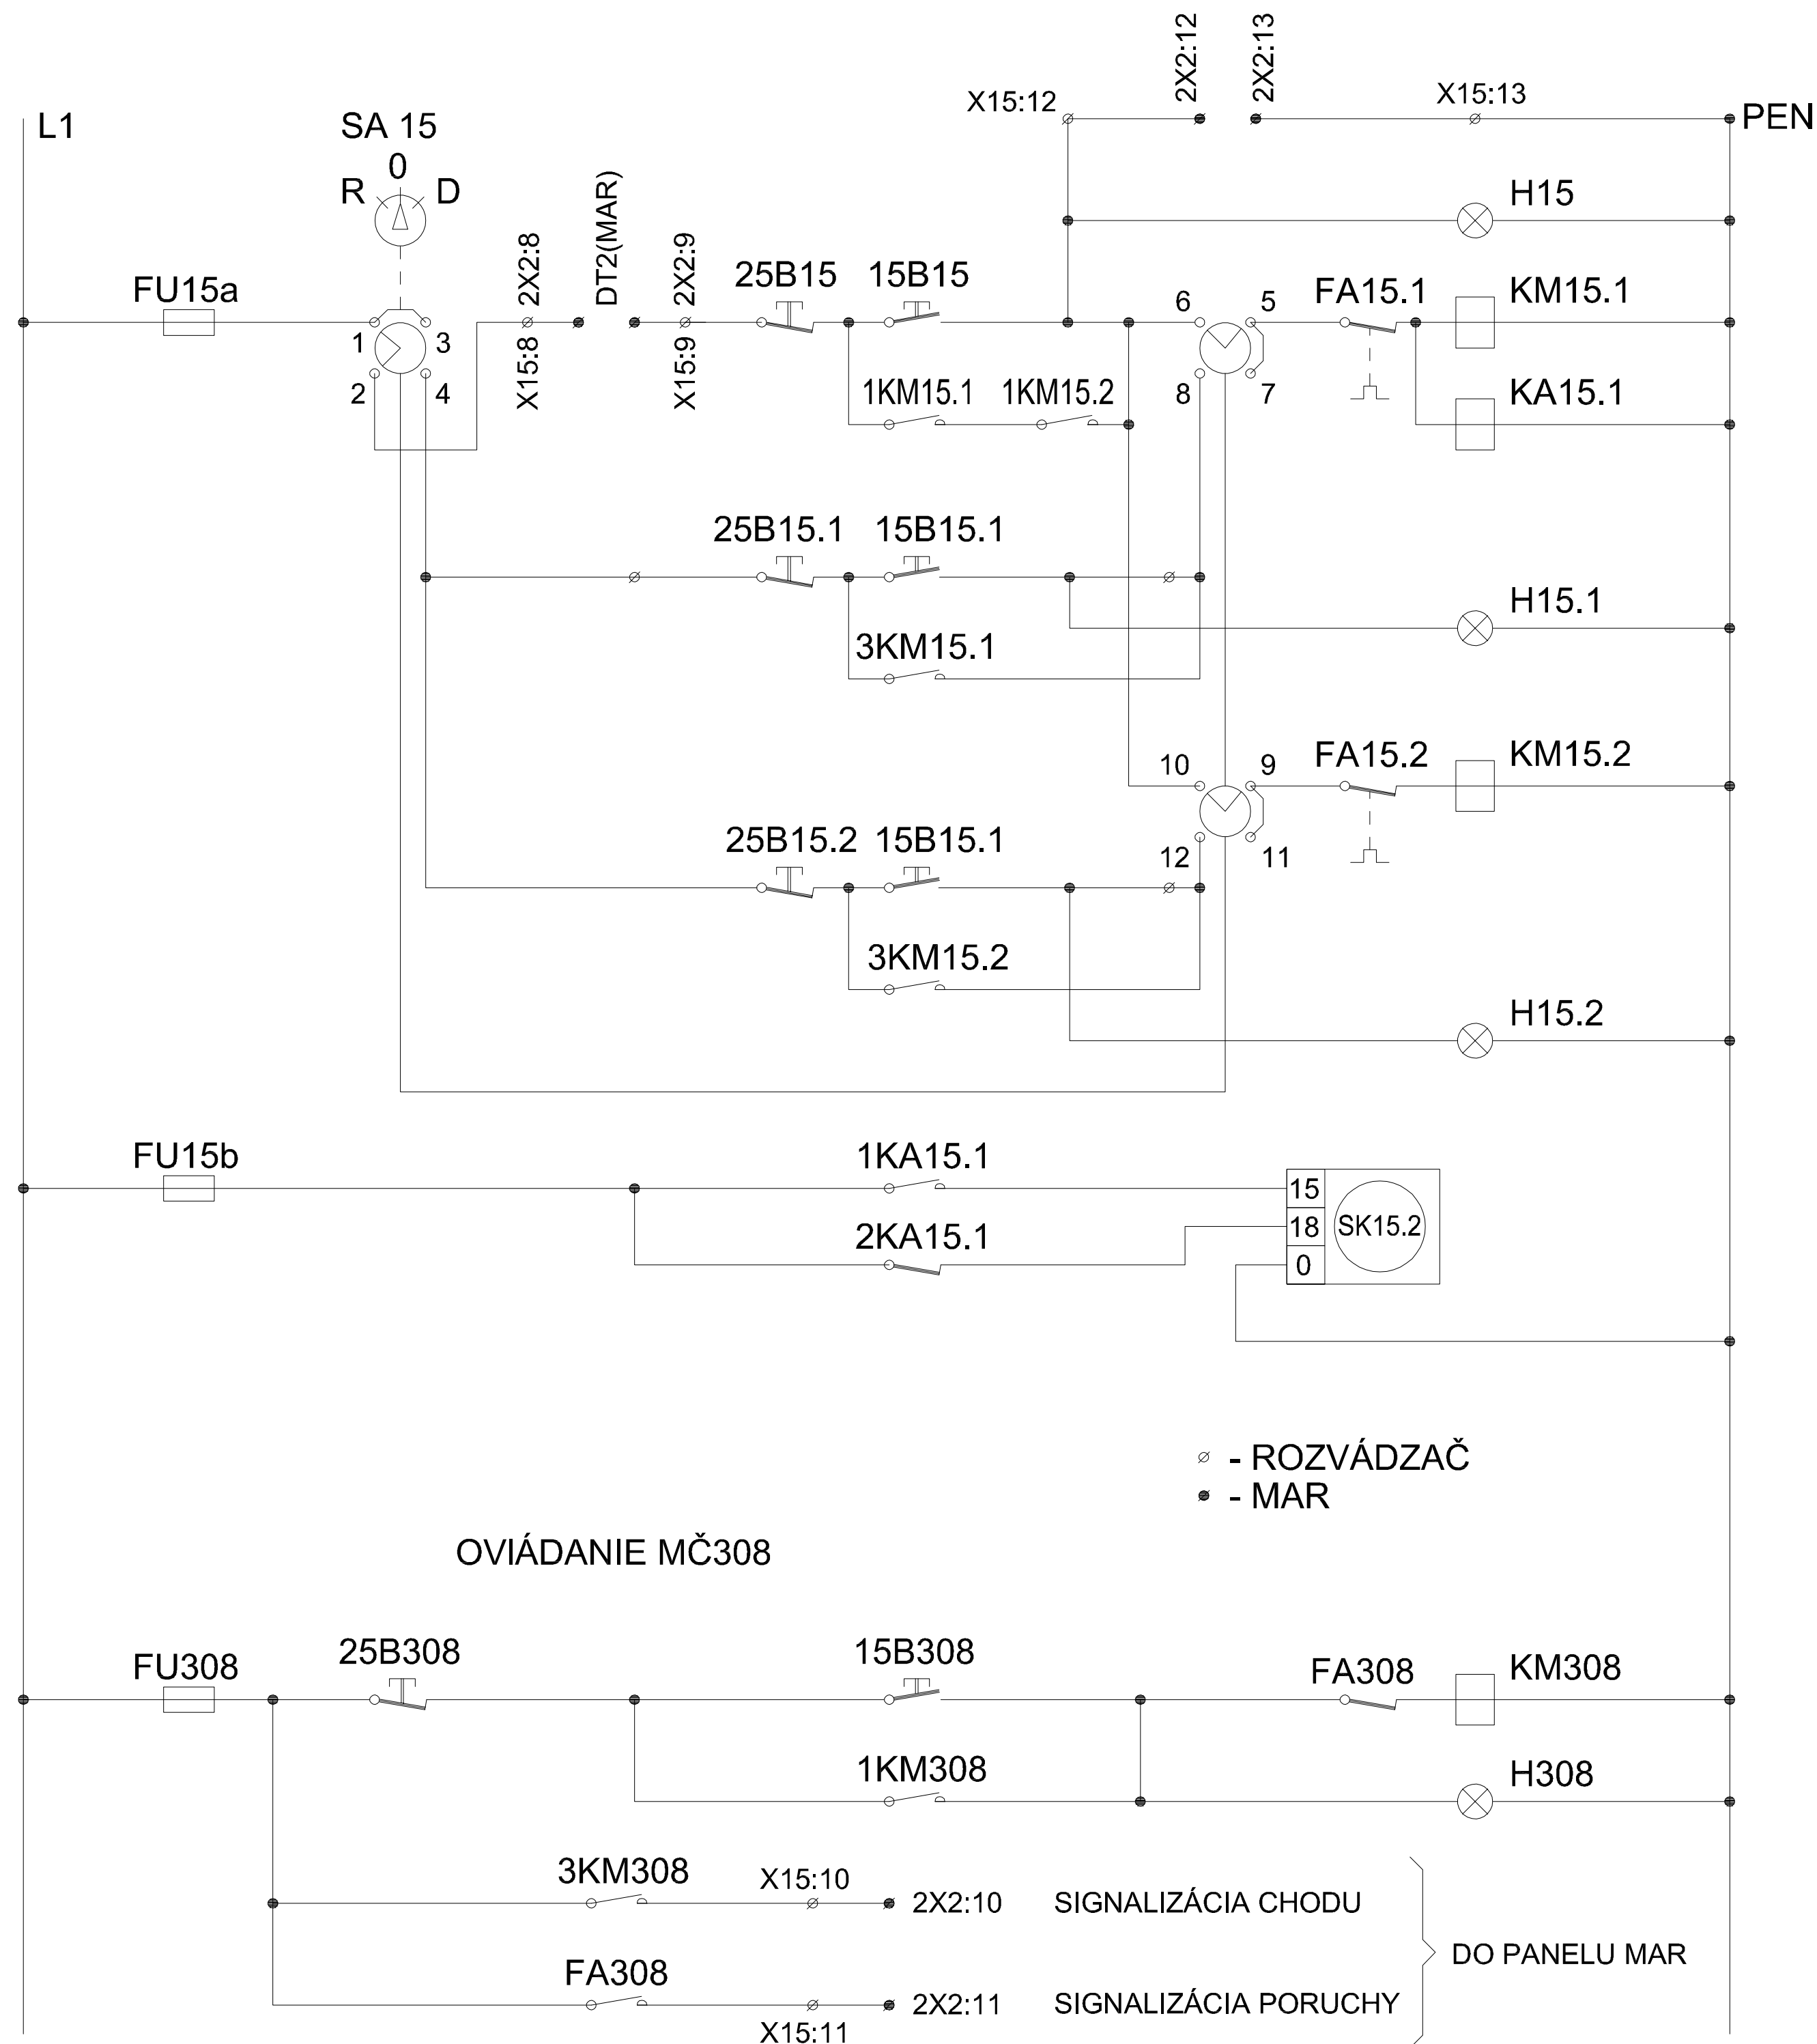 2X2:12
2X2:13
X15:12
X15:13
L1
SA 15
PEN
0
R
D
H15
2X2:8
DT2(MAR)
2X2:9
FU15a
25B15
15B15
6
5
FA15.1
KM15.1
1
3
X15:8
X15:9
2
4
1KM15.1
1KM15.2
8
7
KA15.1
25B15.1
15B15.1
H15.1
3KM15.1
10
9
FA15.2
KM15.2
25B15.2
15B15.1
12
11
3KM15.2
H15.2
FU15b
1KA15.1
15
2KA15.1
18
SK15.2
0
- ROZVÁDZAČ
- MAR
OVIÁDANIE MČ308
FU308
25B308
15B308
FA308
KM308
1KM308
H308
3KM308
X15:10
2X2:10
SIGNALIZÁCIA CHODU
DO PANELU MAR
FA308
2X2:11
SIGNALIZÁCIA PORUCHY
X15:11